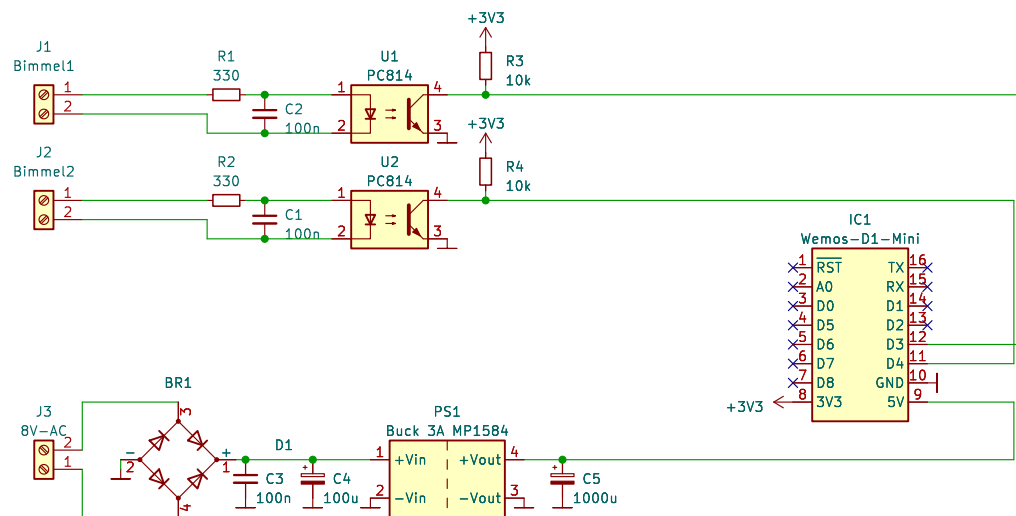 J1
Bimmel1
1
2
R1
330
C2
100n
U1
PC814
1
2
4
3
+3V3
R3
10k
J2
Bimmel2
1
2
R2
330
C1
100n
U2
PC814
1
2
4
3
+3V3
R4
10k
IC1
Wemos-D1-Mini
1 RST TX 16
2 A0 RX 15
3 D0 D1 14
4 D5 D2 13
5 D6 D3 12
6 D7 D4 11
7 D8 GND 10
8 3V3 5V 9
+3V3
J3
8V-AC
2
1
BR1
3
- +
2 1
4
D1
C3
100n
+
C4
100u
PS1
Buck 3A MP1584
1 +Vin +Vout 4
2 -Vin -Vout 3
+
C5
1000u